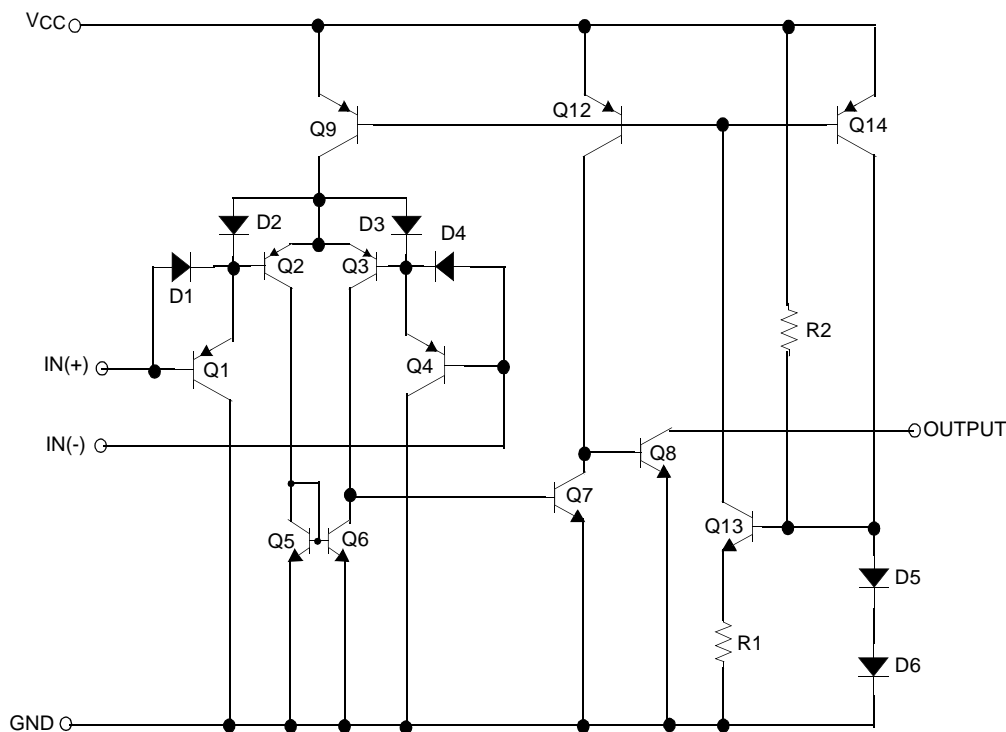 VCC
Q9
Q12
Q14
D2
D3
D4
Q2
Q3
D1
R2
IN(+)
Q1
Q4
IN(-)
OUTPUT
Q8
Q7
Q5
Q6
Q13
D5
R1
D6
GND